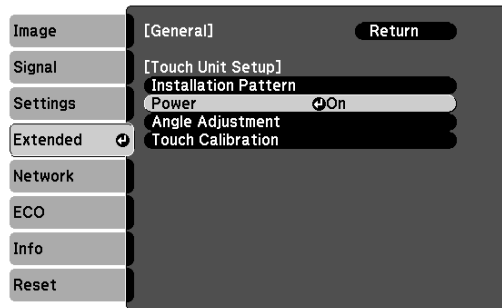 Image
Signal
Settings
Extended
Network
ECO
Info
Reset
[General] Return
[Touch Unit Setup]
Installation Pattern
Power On
Angle Adjustment
Touch Calibration